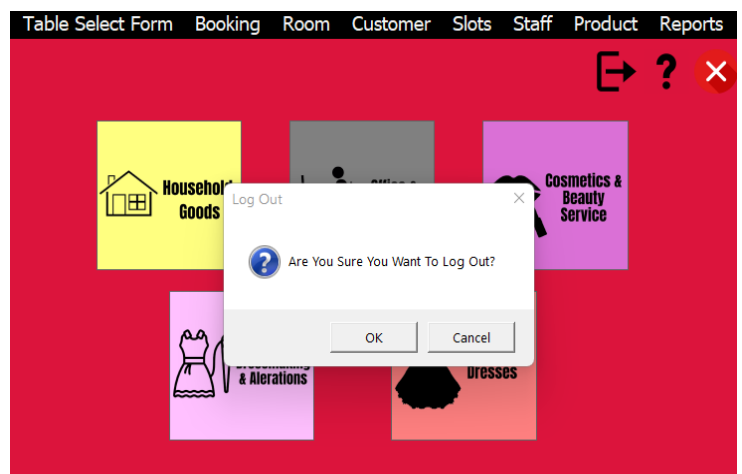 Table Select Form Booking Room Customer Slots Staff Product Reports
?
Household
Goods
Cosmetics &
Beauty
Service
Log Out
Are You Sure You Want To Log Out?
OK Cancel
& Alerations
Dresses